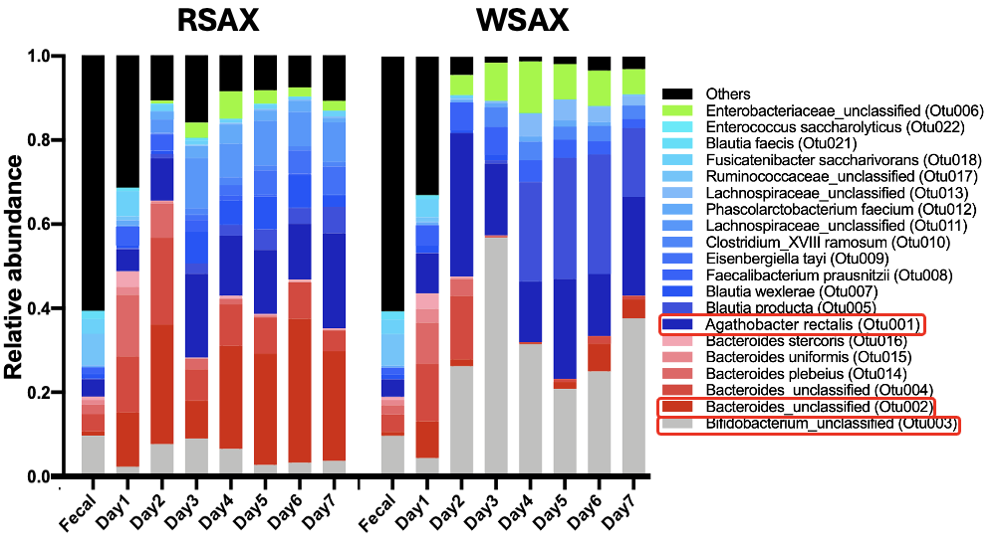 RSAX
WSAX
Relative abundance
1.0
0.8
0.6
0.4
0.2
0.0
Fecal
Day1
Day2
Day3
Day4
Day5
Day6
Day7
Fecal
Day1
Day2
Day3
Day4
Day5
Day6
Day7
Others
Enterobacteriaceae_unclassified (Otu006)
Enterococcus saccharolyticus (Otu022)
Blautia faecis (Otu021)
Fusicatenibacter saccharivorans (Otu018)
Ruminococcaceae_unclassified (Otu017)
Lachnospiraceae_unclassified (Otu013)
Phascolarctobacterium faecium (Otu012)
Lachnospiraceae_unclassified (Otu011)
Clostridium_XVIII ramosum (Otu010)
Eisenbergiella tayi (Otu009)
Faecalibacterium prausnitzii (Otu008)
Blautia wexlerae (Otu007)
Blautia producta (Otu005)
Agathobacter rectalis (Otu001)
Bacteroides stercoris (Otu016)
Bacteroides uniformis (Otu015)
Bacteroides plebeius (Otu014)
Bacteroides_unclassified (Otu004)
Bacteroides_unclassified (Otu002)
Bifidobacterium_unclassified (Otu003)